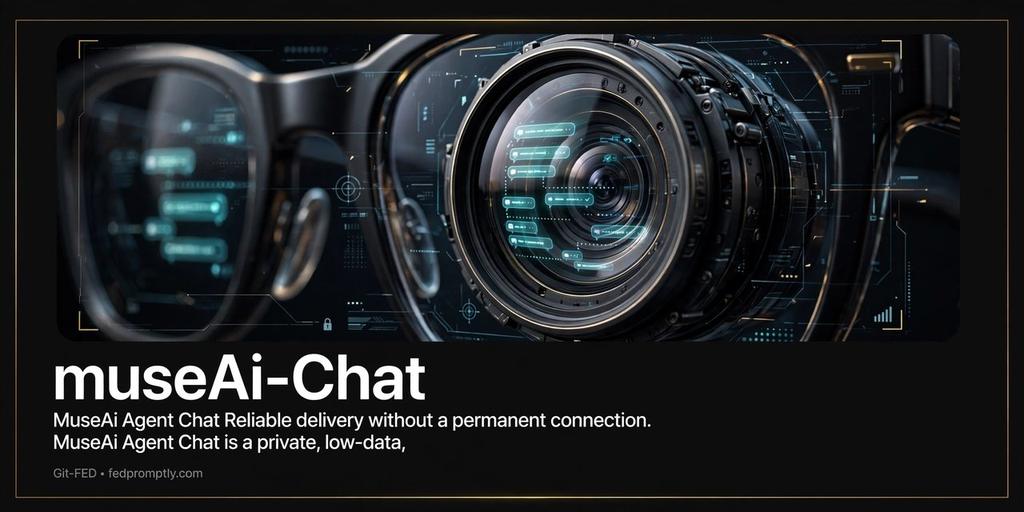 museAi-Chat
MuseAi Agent Chat Reliable delivery without a permanent connection.
MuseAi Agent Chat is a private, low-data,
Git-FED • fedpromptly.com